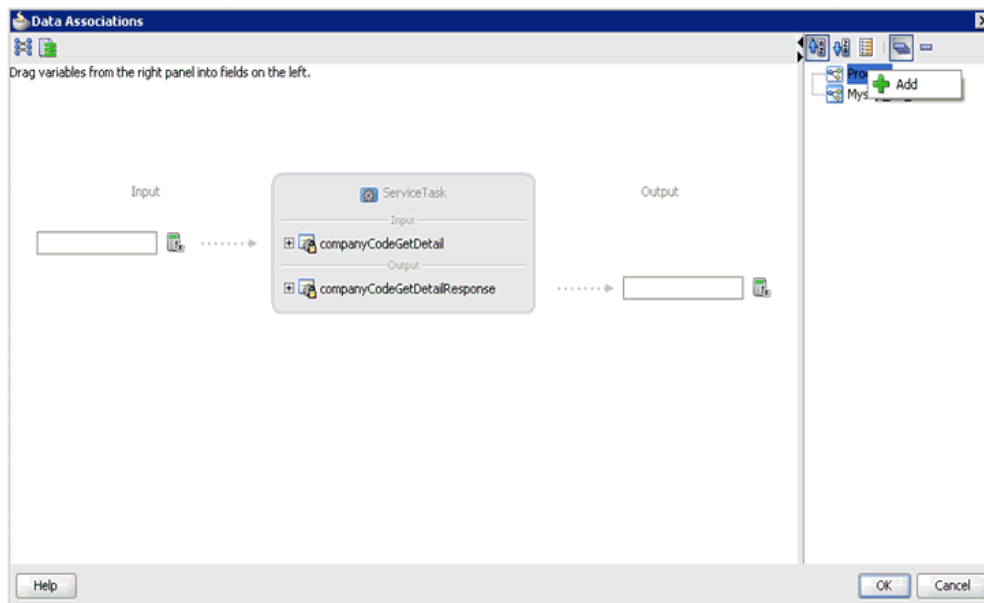 Data Associations
Drag variables from the right panel into fields on the left.
Add
Input
ServiceTask
Output
Input
companyCodeGetDetail
Output
companyCodeGetDetailResponse
Help
OK
Cancel